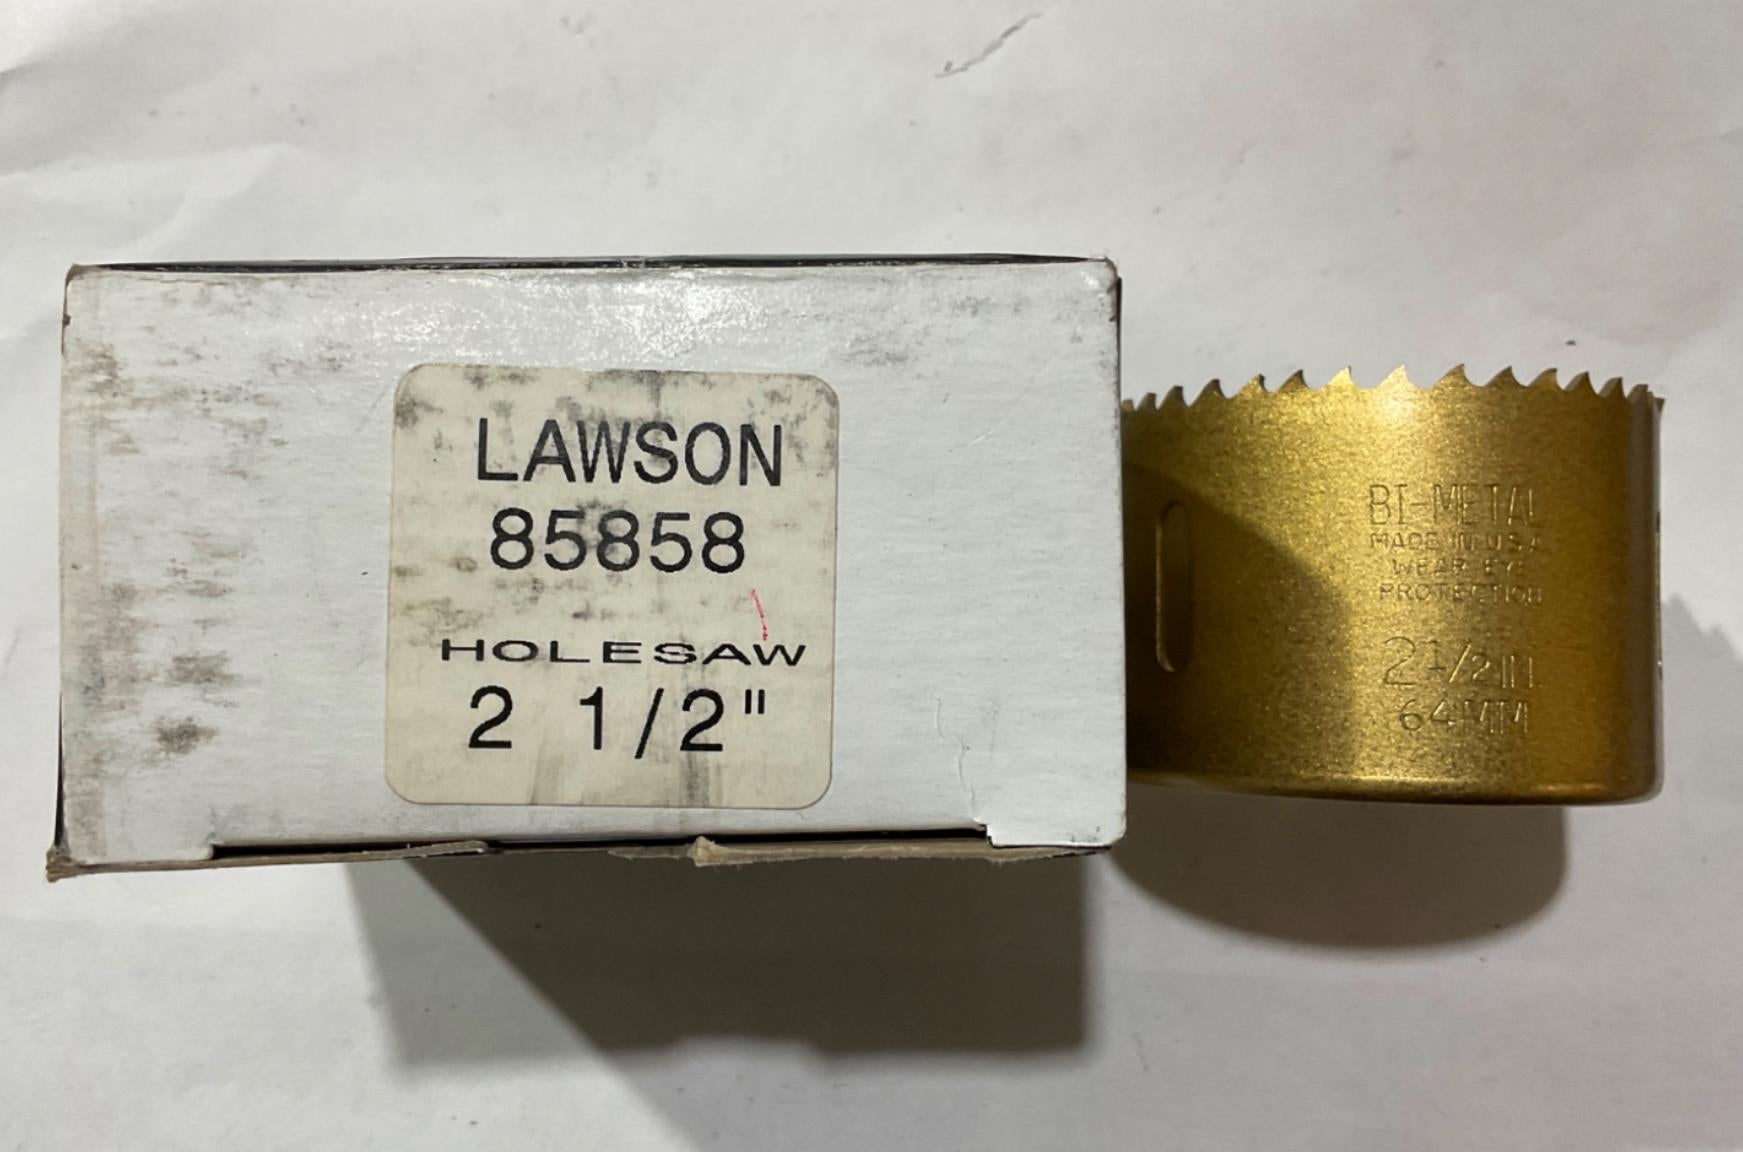 LAWSON
85858
HOLESAW
2 1/2"
BI-METAL
MADE IN USA
WEAR EYE
PROTECTION
2 1/2 IN
64MM